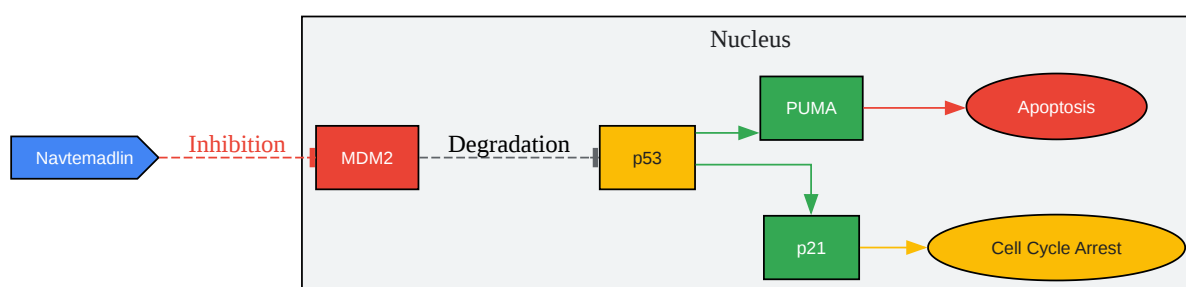 Nucleus
Navtemadlin
Inhibition
MDM2
Degradation
p53
PUMA
Apoptosis
p21
Cell Cycle Arrest